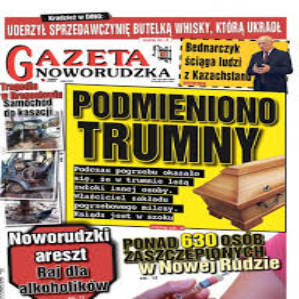 Kradzież w DINO:
UDERZYŁ SPRZEDAWCZYNIĘ BUTELKĄ WHISKY, KTÓRĄ UKRADŁ
GAZETA
NOWORUDZKA
Bednarczyk
ściąga ludzi
z Kazachstanu
Tragedia
Samochód
do kasacji
PODMIENIONO
TRUMNY
Podczas pogrzebu okazało
się, że w trumnie leżą
zwłoki innej osoby.
Właściciel zakładu
pogrzebowego milczy.
Ksiądz jest w szoku
Noworudzki
areszt
Raj dla
alkoholików
PONAD 630 OSÓB
ZASZCZEPIONYCH
w Nowej Rudzie